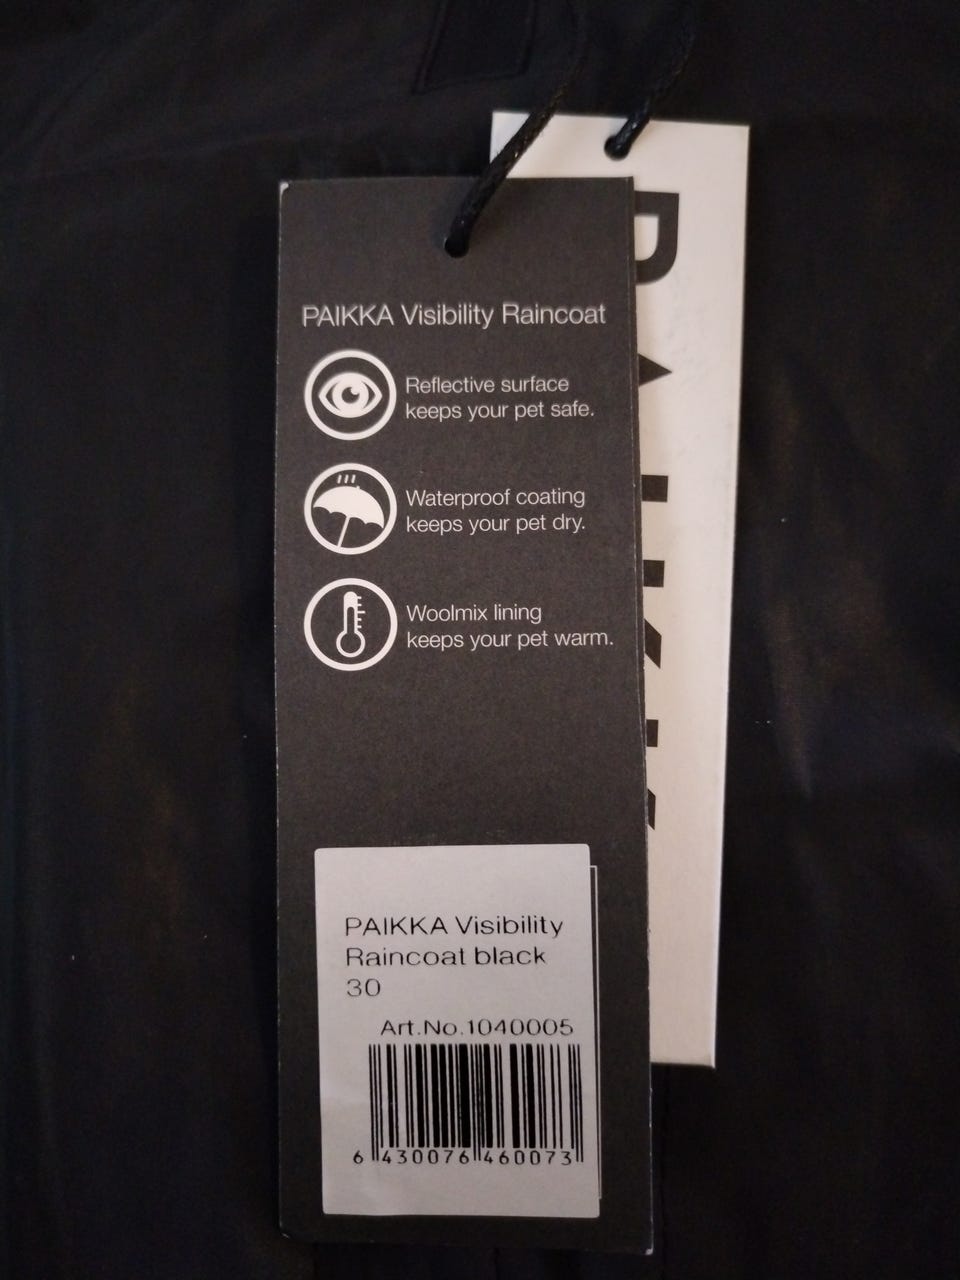 PAIKKA Visibility Raincoat
Reflective surface
keeps your pet safe.
Waterproof coating
keeps your pet dry.
Woolmix lining
keeps your pet warm.
PAIKKA Visibility
Raincoat black
30
Art.No.1040005
6 430076 460073